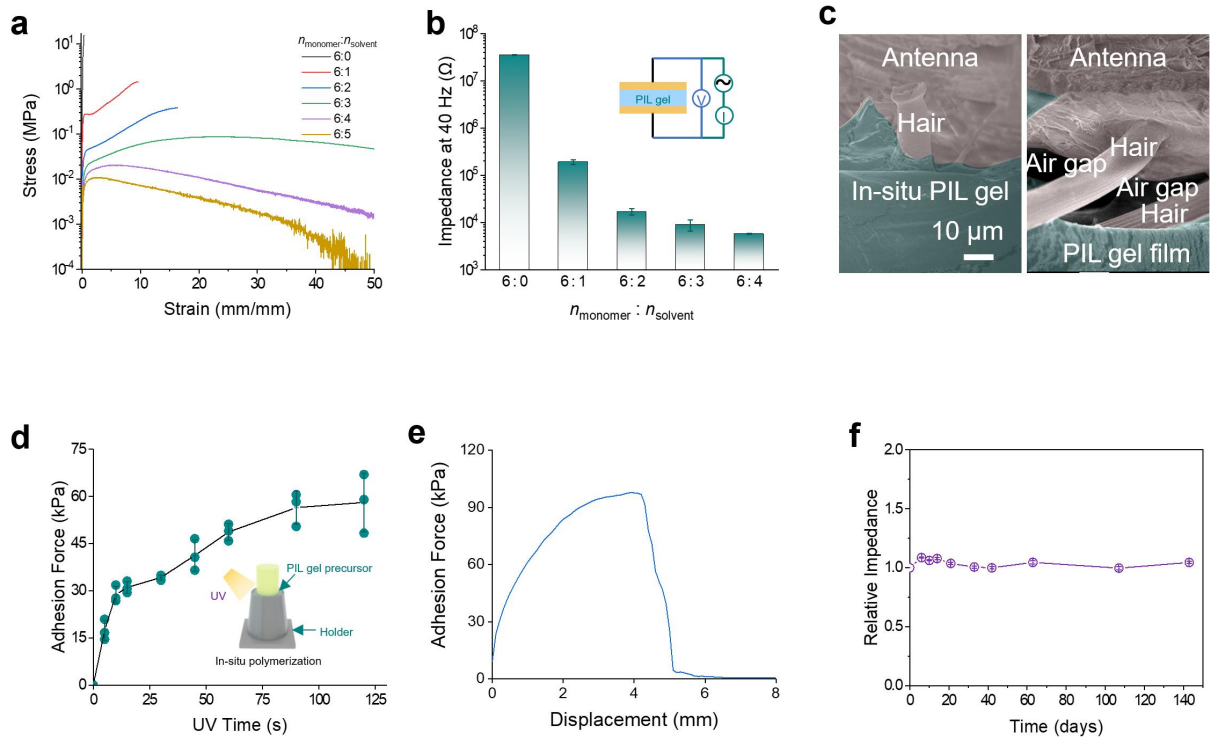 a
Stress (MPa)
10¹
10⁰
10⁻¹
10⁻²
10⁻³
10⁻⁴
0 10 20 30 40 50
Strain (mm/mm)
nmonomer:nsolvent
6:0
6:1
6:2
6:3
6:4
6:5
b
Impedance at 40 Hz (Ω)
10⁸
10⁷
10⁶
10⁵
10⁴
10³
PIL gel
V
I
6:0 6:1 6:2 6:3 6:4
nmonomer : nsolvent
c
Antenna
Hair
In-situ PIL gel
10 µm
Antenna
Hair
Air gap
Air gap
Hair
PIL gel film
d
Adhesion Force (kPa)
75
60
45
30
15
0
0 25 50 75 100 125
UV Time (s)
PIL gel precursor
UV
Holder
In-situ polymerization
e
Adhesion Force (kPa)
120
90
60
30
0
0 2 4 6 8
Displacement (mm)
f
Relative Impedance
2.0
1.5
1.0
0.5
0.0
0 20 40 60 80 100 120 140
Time (days)